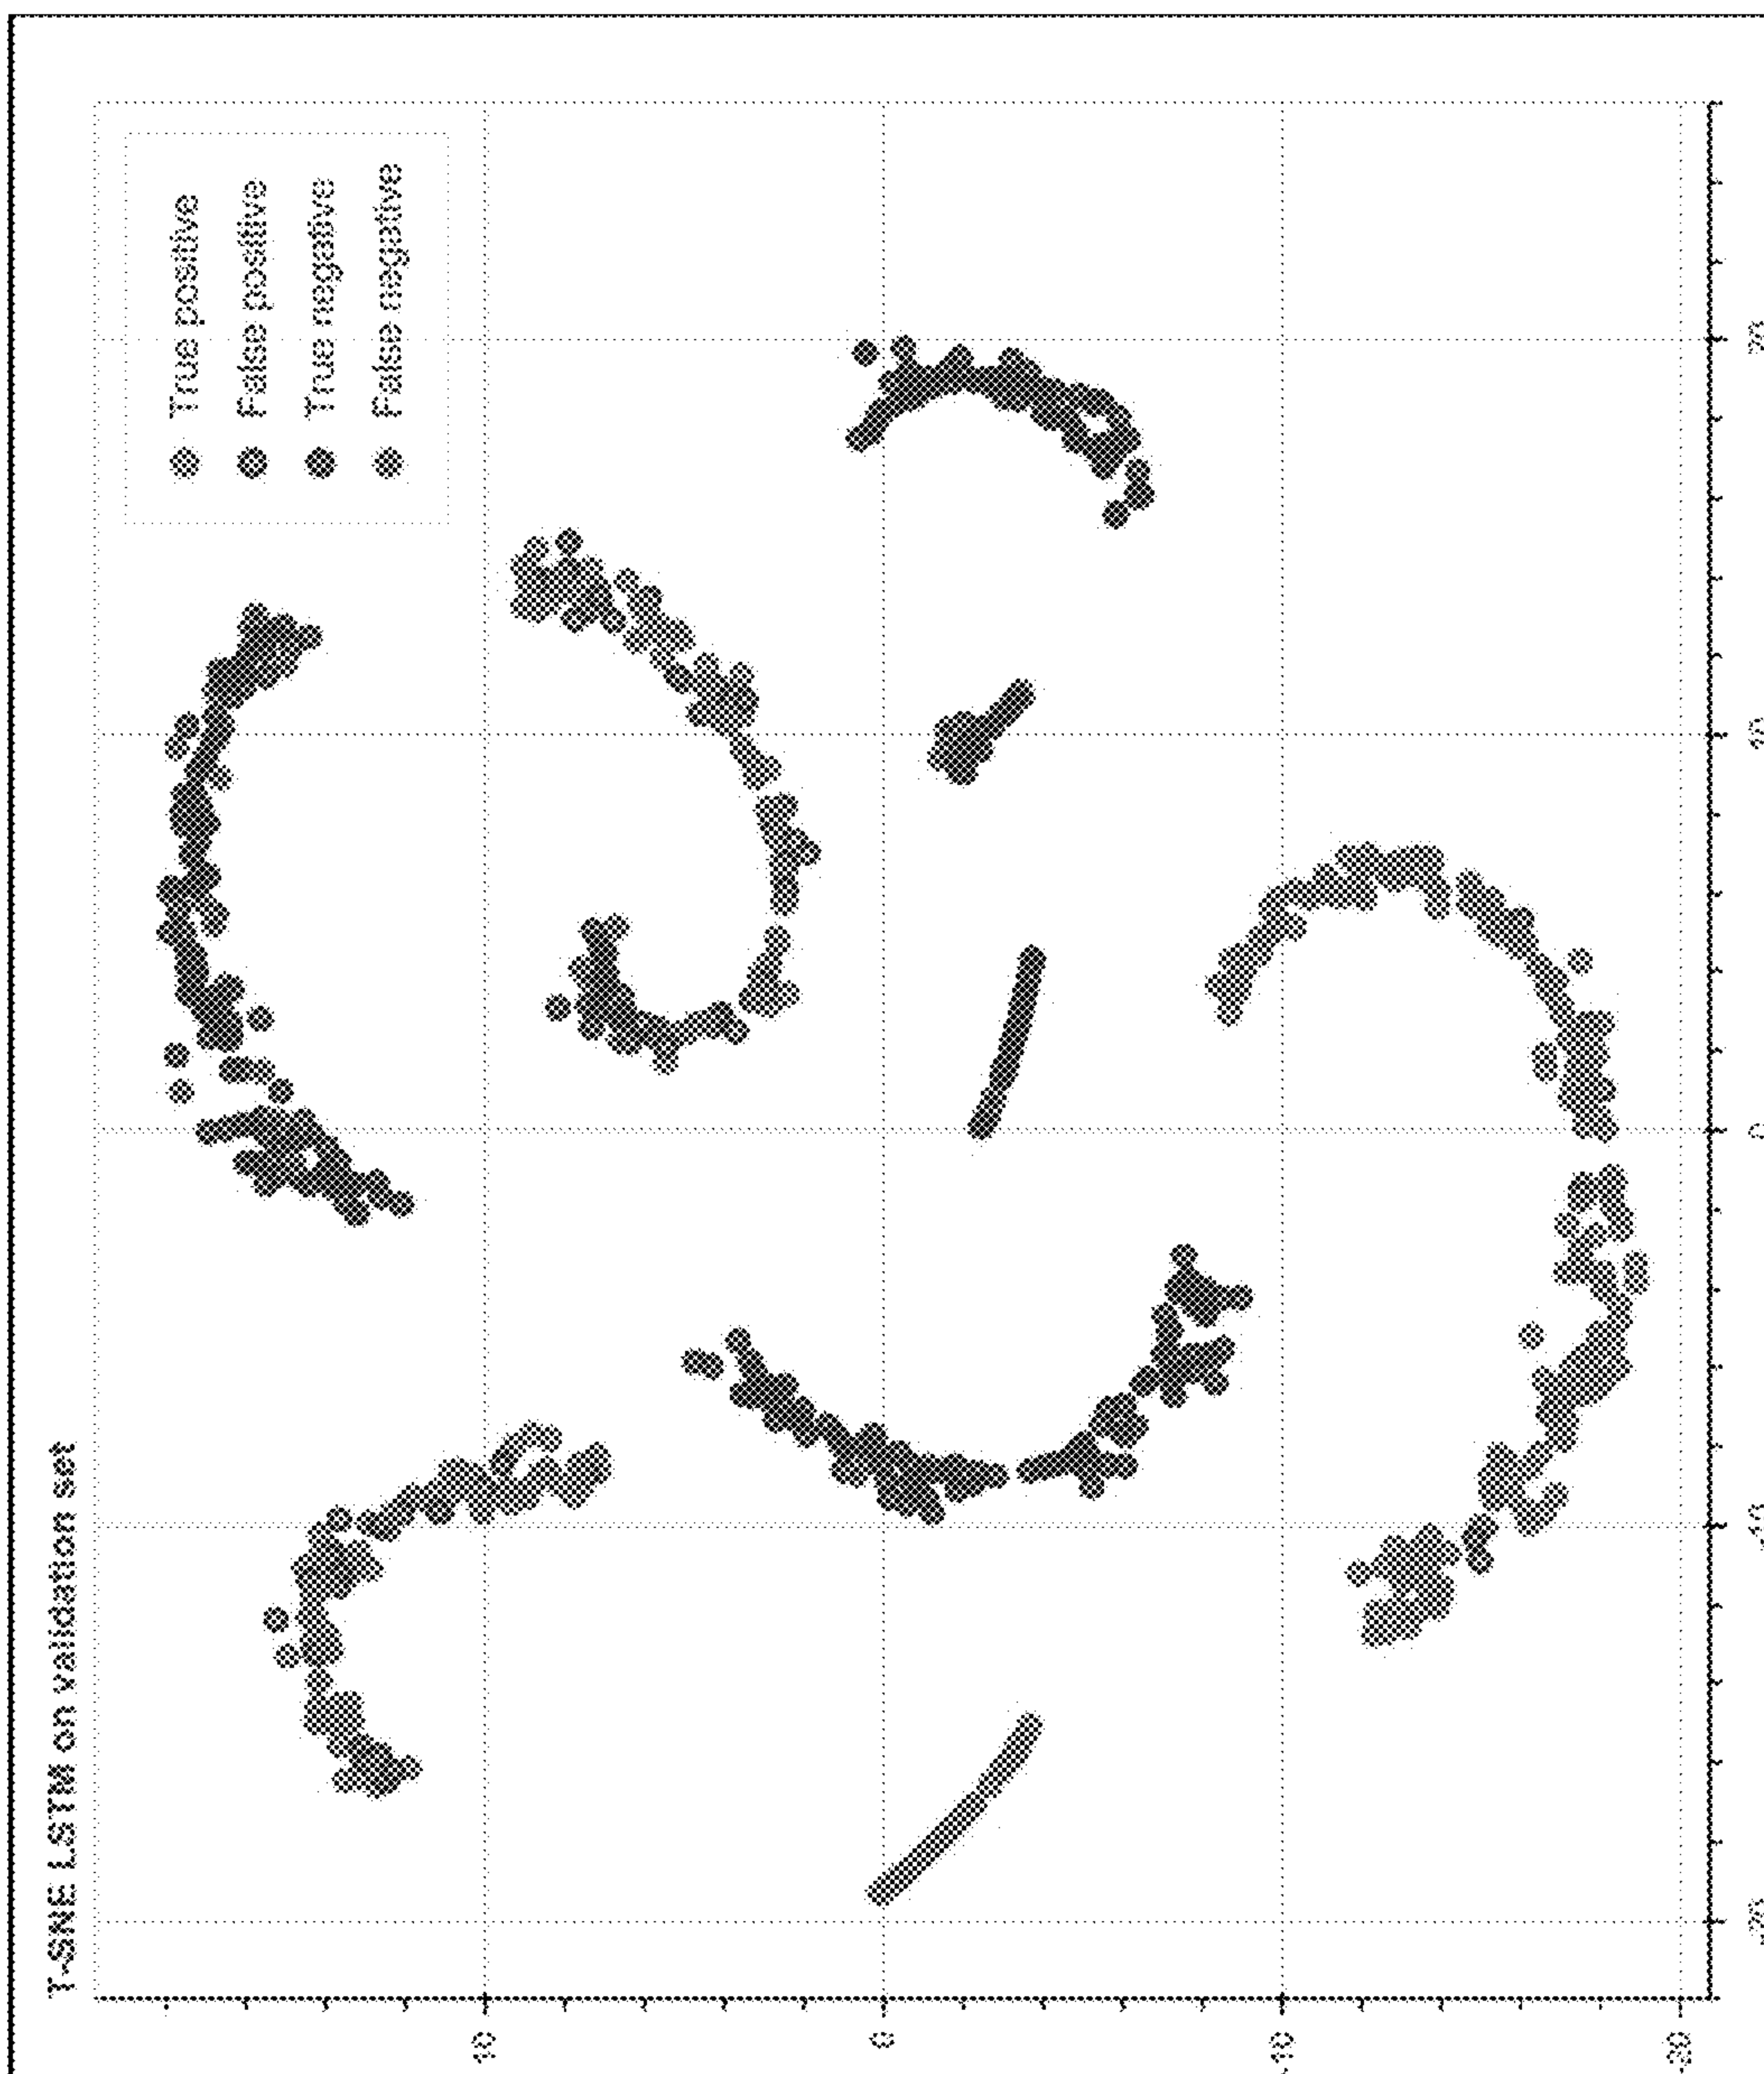 T-SNE LSTM on validation set
True positive
False positive
True negative
False negative
10
0
-10
-20
-20
-10
0
10
20